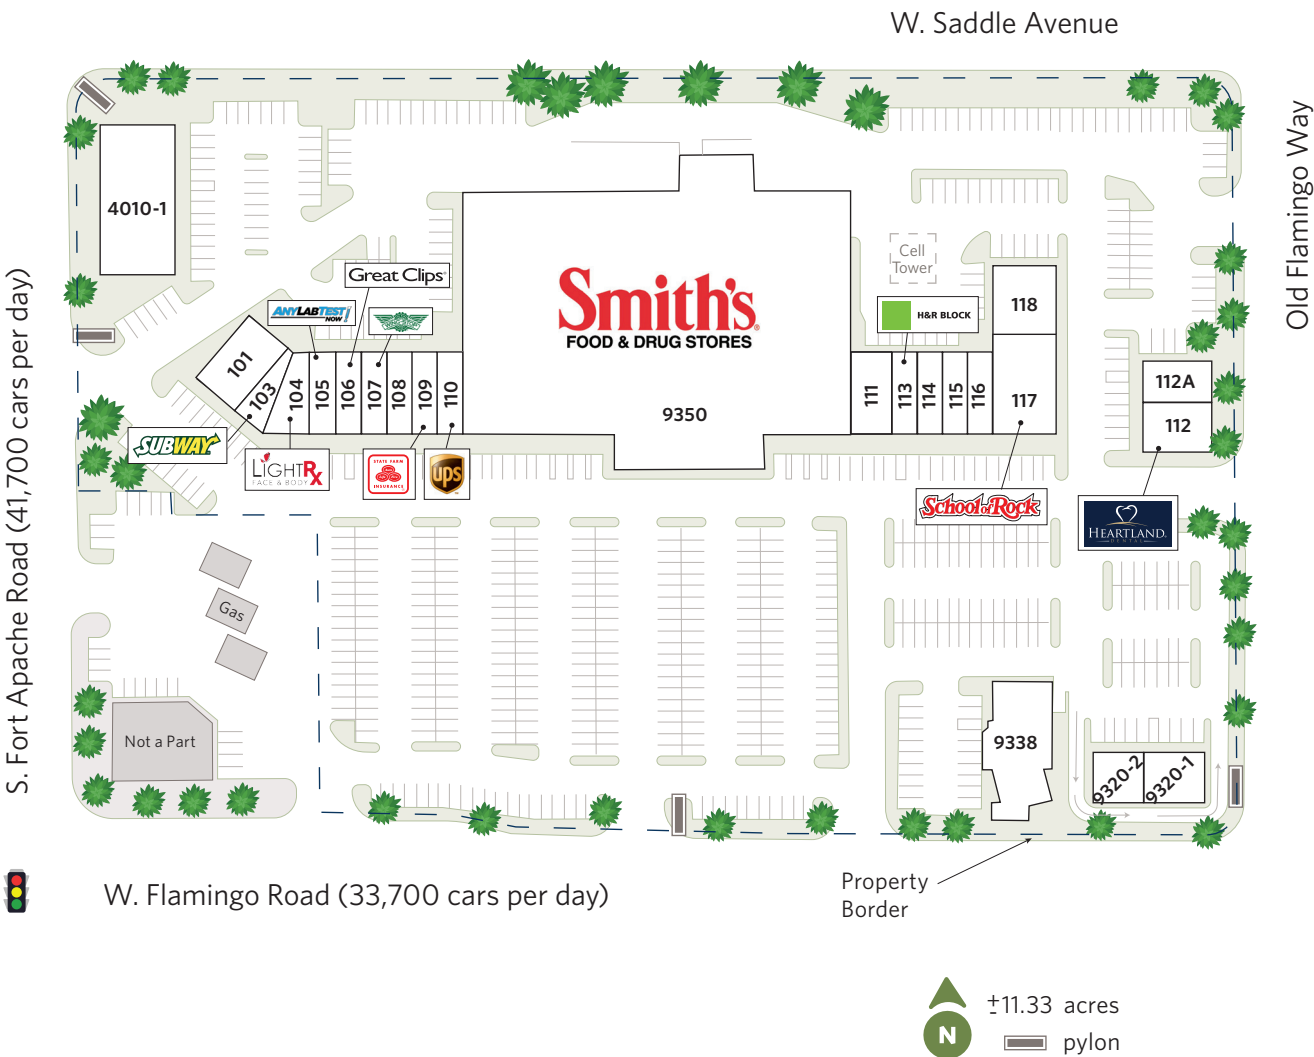 W. Saddle Avenue
Old Flamingo Way
S. Fort Apache Road (41,700 cars per day)
4010-1
Cell
Tower
Great Clips
ANYLABTEST
NOW!
Smith's
FOOD & DRUG STORES
9350
H&R BLOCK
118
101
103
104
105
106
107
108
109
110
111
113
114
115
116
117
112A
112
SUBWAY
LIGHTRX
FACE & BODY
STATE FARM
INSURANCE
ups
School of Rock
HEARTLAND
DENTAL
Gas
Not a Part
9338
9320-2
9320-1
W. Flamingo Road (33,700 cars per day)
Property
Border
±11.33 acres
N
pylon